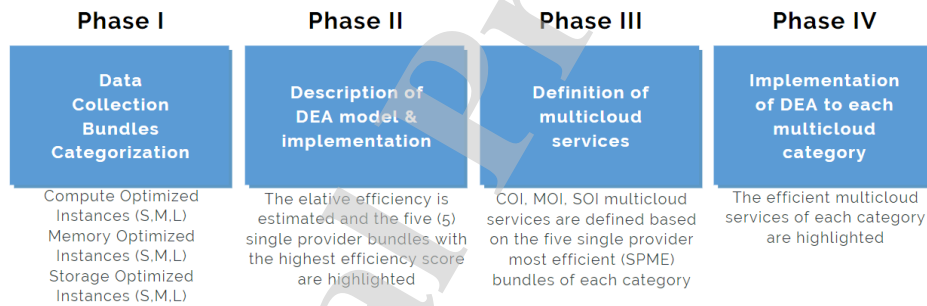 Phase I
Data
Collection
Bundles
Categorization
Compute Optimized
Instances (S,M,L)
Memory Optimized
Instances (S,M,L)
Storage Optimized
Instances (S,M,L)
Phase II
Description of
DEA model &
implementation
The elative efficiency is
estimated and the five (5)
single provider bundles with
the highest efficiency score
are highlighted
Phase III
Definition of
multicloud
services
COI, MOI, SOI multicloud
services are defined based
on the five single provider
most efficient (SPME)
bundles of each category
Phase IV
Implementation
of DEA to each
multicloud
category
The efficient multicloud
services of each category
are highlighted